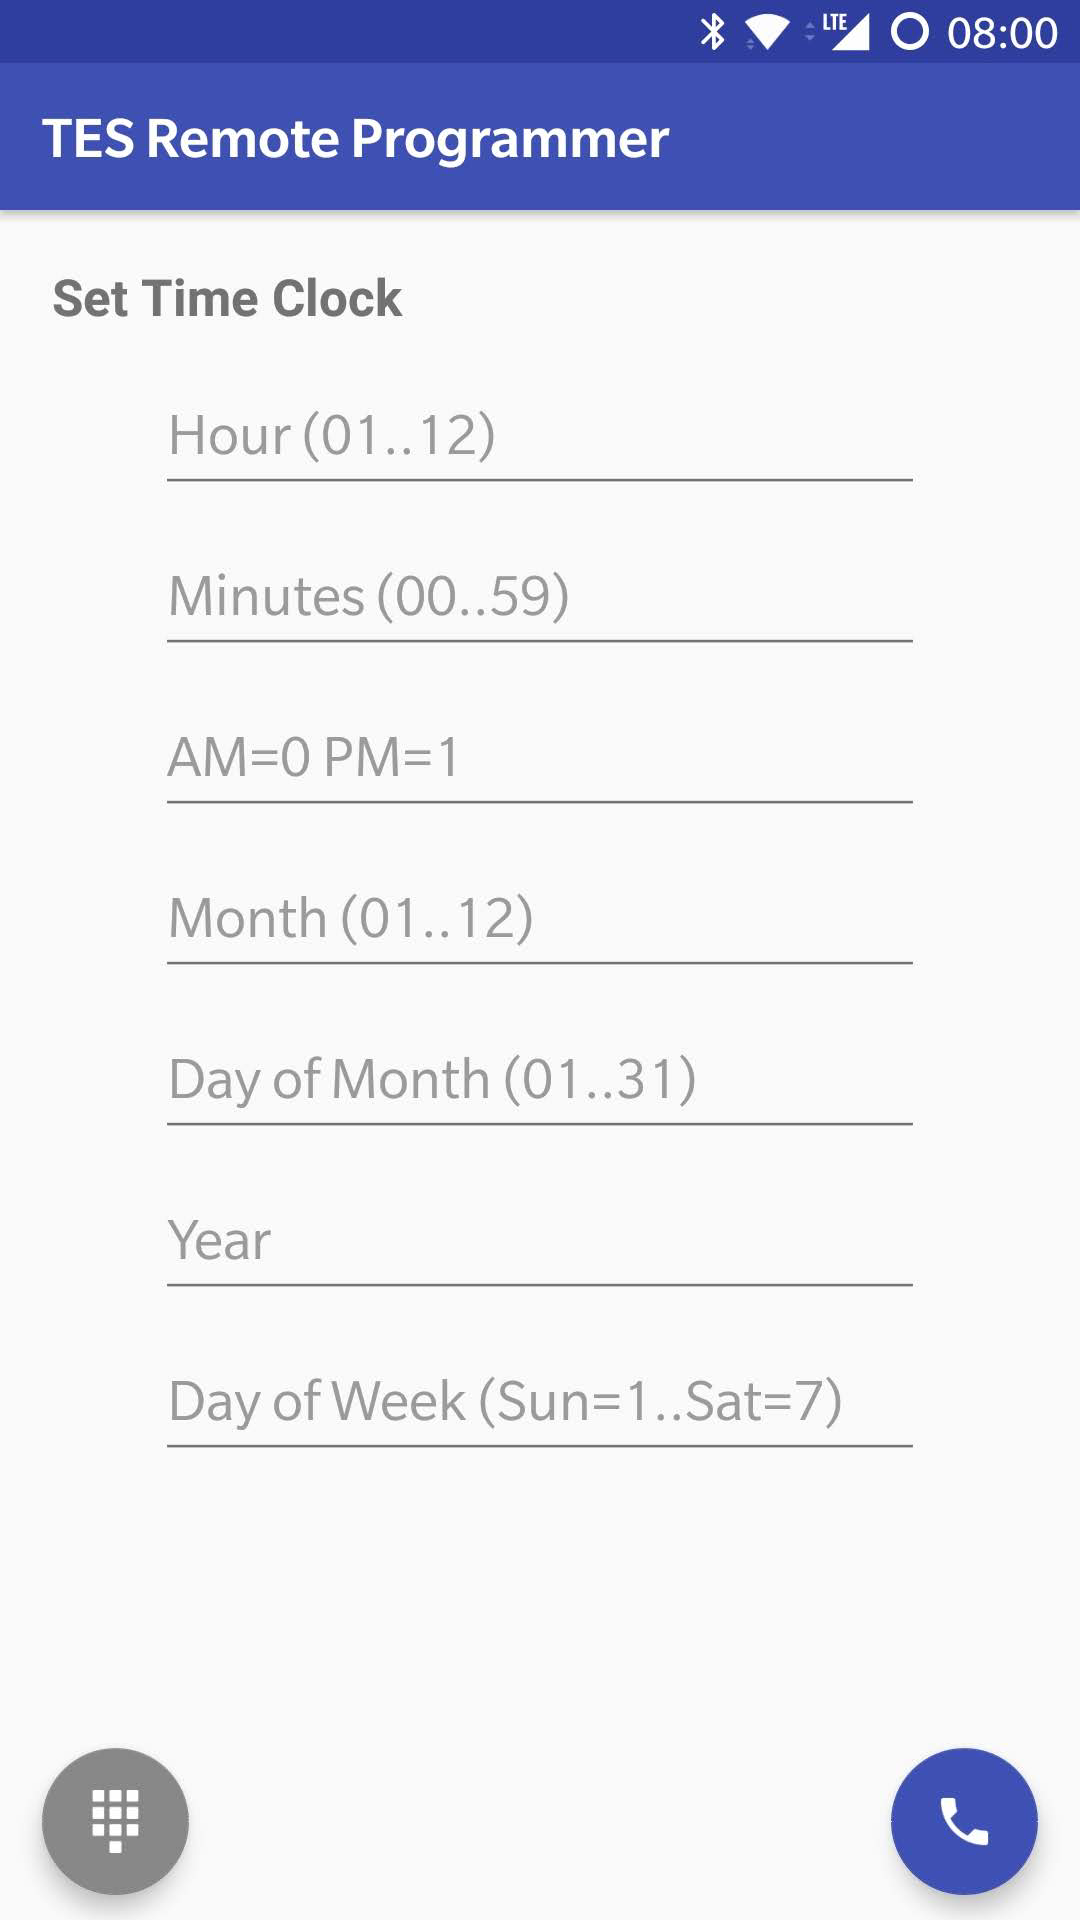 LTE 08:00
TES Remote Programmer
Set Time Clock
Hour (01..12)
Minutes (00..59)
AM=0 PM=1
Month (01..12)
Day of Month (01..31)
Year
Day of Week (Sun=1..Sat=7)